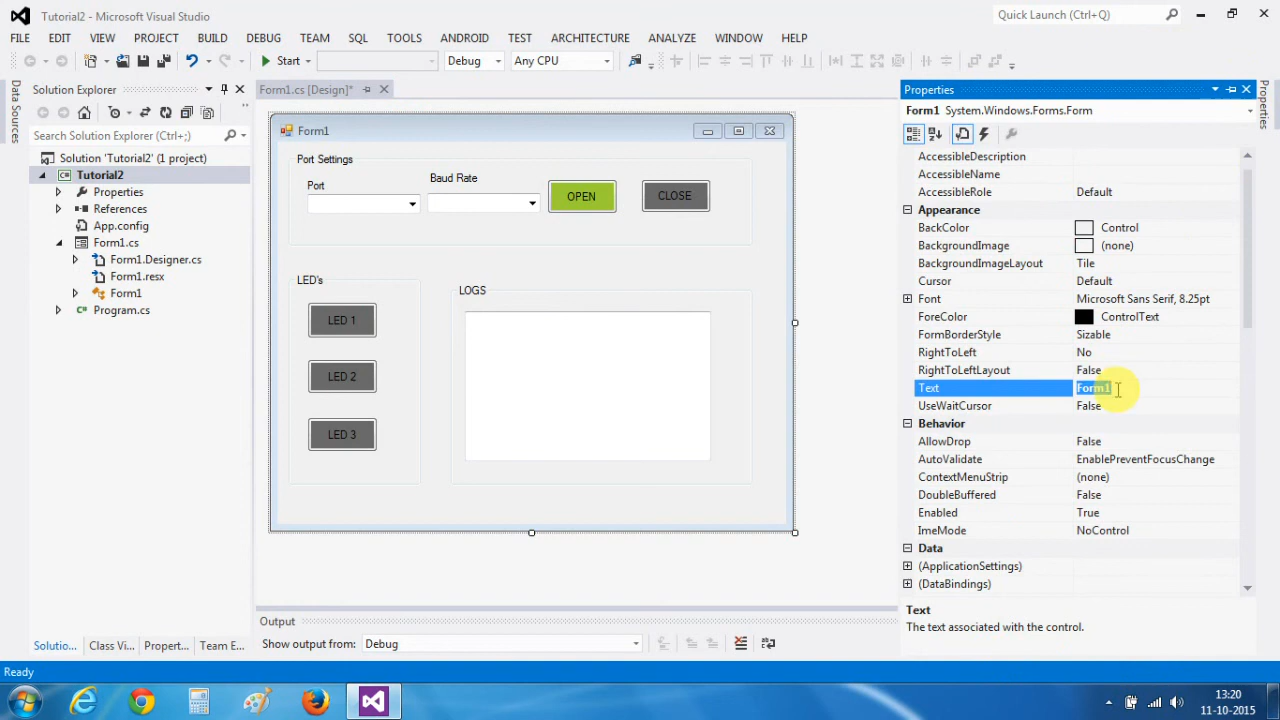 Tutorial2 - Microsoft Visual Studio
Quick Launch (Ctrl+Q)
FILE EDIT VIEW PROJECT BUILD DEBUG TEAM SQL TOOLS ANDROID TEST ARCHITECTURE ANALYZE WINDOW HELP
Start Debug Any CPU
Data Sources
Solution Explorer
Search Solution Explorer (Ctrl+;)
Solution 'Tutorial2' (1 project)
Tutorial2
Properties
References
App.config
Form1.cs
Form1.Designer.cs
Form1.resx
Form1
Program.cs
Solutio... Class Vi... Propert... Team E...
Form1.cs [Design]*
Form1
Port Settings
Port
Baud Rate
OPEN
CLOSE
LED's
LED 1
LED 2
LED 3
LOGS
Output
Show output from: Debug
Properties
Form1 System.Windows.Forms.Form
AccessibleDescription
AccessibleName
AccessibleRole Default
Appearance
BackColor Control
BackgroundImage (none)
BackgroundImageLayout Tile
Cursor Default
Font Microsoft Sans Serif, 8.25pt
ForeColor ControlText
FormBorderStyle Sizable
RightToLeft No
RightToLeftLayout False
Text Form1
UseWaitCursor False
Behavior
AllowDrop False
AutoValidate EnablePreventFocusChange
ContextMenuStrip (none)
DoubleBuffered False
Enabled True
ImeMode NoControl
Data
(ApplicationSettings)
(DataBindings)
Text
The text associated with the control.
Properties
Ready
13:20
11-10-2015